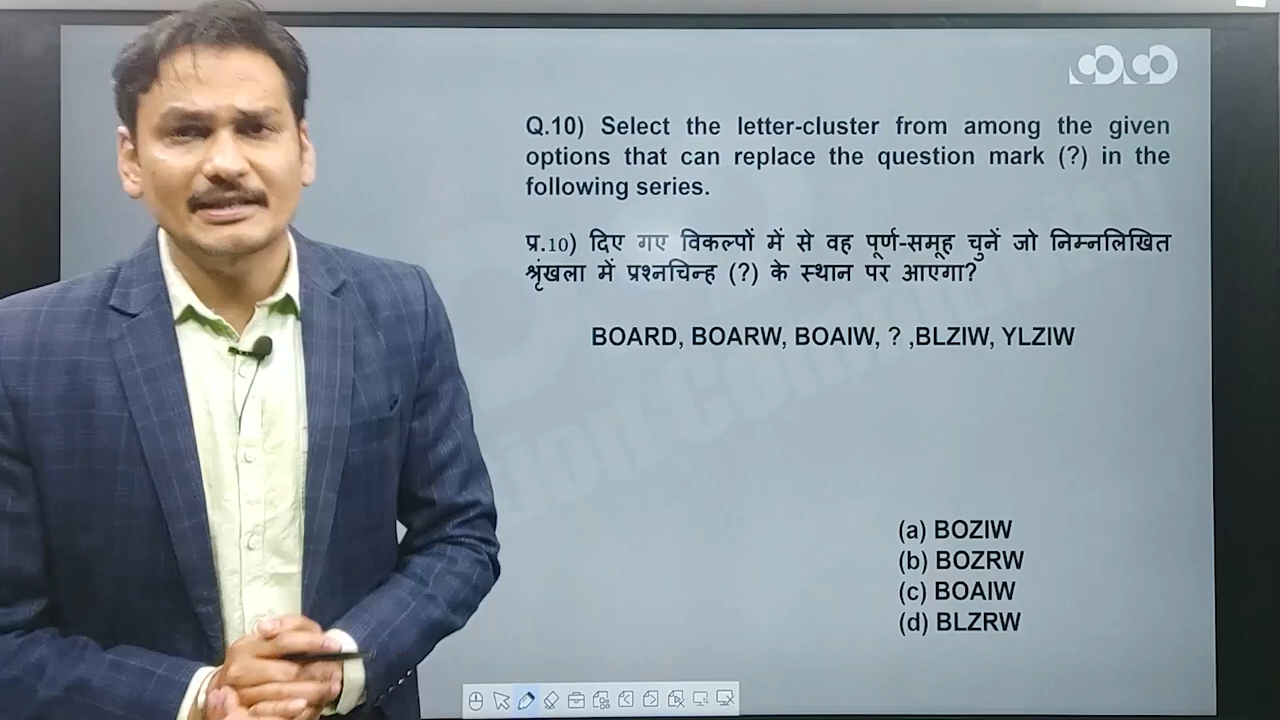 Q.10) Select the letter-cluster from among the given
options that can replace the question mark (?) in the
following series.
प्र.10) दिए गए विकल्पों में से वह पूर्ण-समूह चुनें जो निम्नलिखित
श्रृंखला में प्रश्नचिन्ह (?) के स्थान पर आएगा?
BOARD, BOARW, BOAIW, ? ,BLZIW, YLZIW
(a) BOZIW
(b) BOZRW
(c) BOAIW
(d) BLZRW